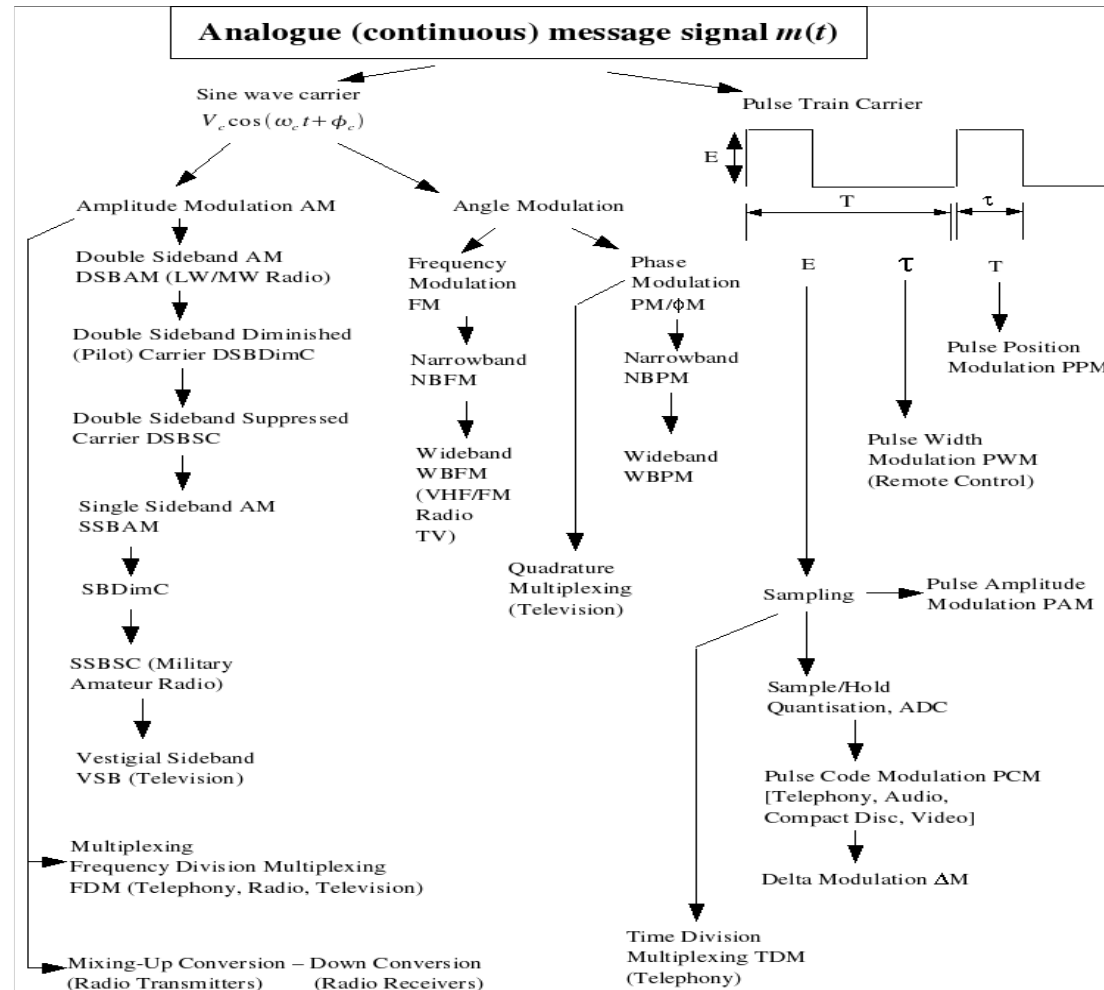 Analogue (continuous) message signal m(t)
Sine wave carrier
V_c cos (ω_c t + ϕ_c)
Pulse Train Carrier
E
T
τ
Amplitude Modulation AM
Double Sideband AM
DSBAM (LW/MW Radio)
Double Sideband Diminished
(Pilot) Carrier DSBDimC
Double Sideband Suppressed
Carrier DSBSC
Single Sideband AM
SSBAM
SBDimC
SSBSC (Military
Amateur Radio)
Vestigial Sideband
VSB (Television)
Multiplexing
Frequency Division Multiplexing
FDM (Telephony, Radio, Television)
Mixing-Up Conversion – Down Conversion
(Radio Transmitters) (Radio Receivers)
Angle Modulation
Frequency
Modulation
FM
Narrowband
NBFM
Wideband
WBFM
(VHF/FM
Radio
TV)
Phase
Modulation
PM/ϕM
Narrowband
NBPM
Wideband
WBPM
Quadrature
Multiplexing
(Television)
E
τ
T
Pulse Position
Modulation PPM
Pulse Width
Modulation PWM
(Remote Control)
Sampling
Pulse Amplitude
Modulation PAM
Sample/Hold
Quantisation, ADC
Pulse Code Modulation PCM
[Telephony, Audio,
Compact Disc, Video]
Delta Modulation ΔM
Time Division
Multiplexing TDM
(Telephony)